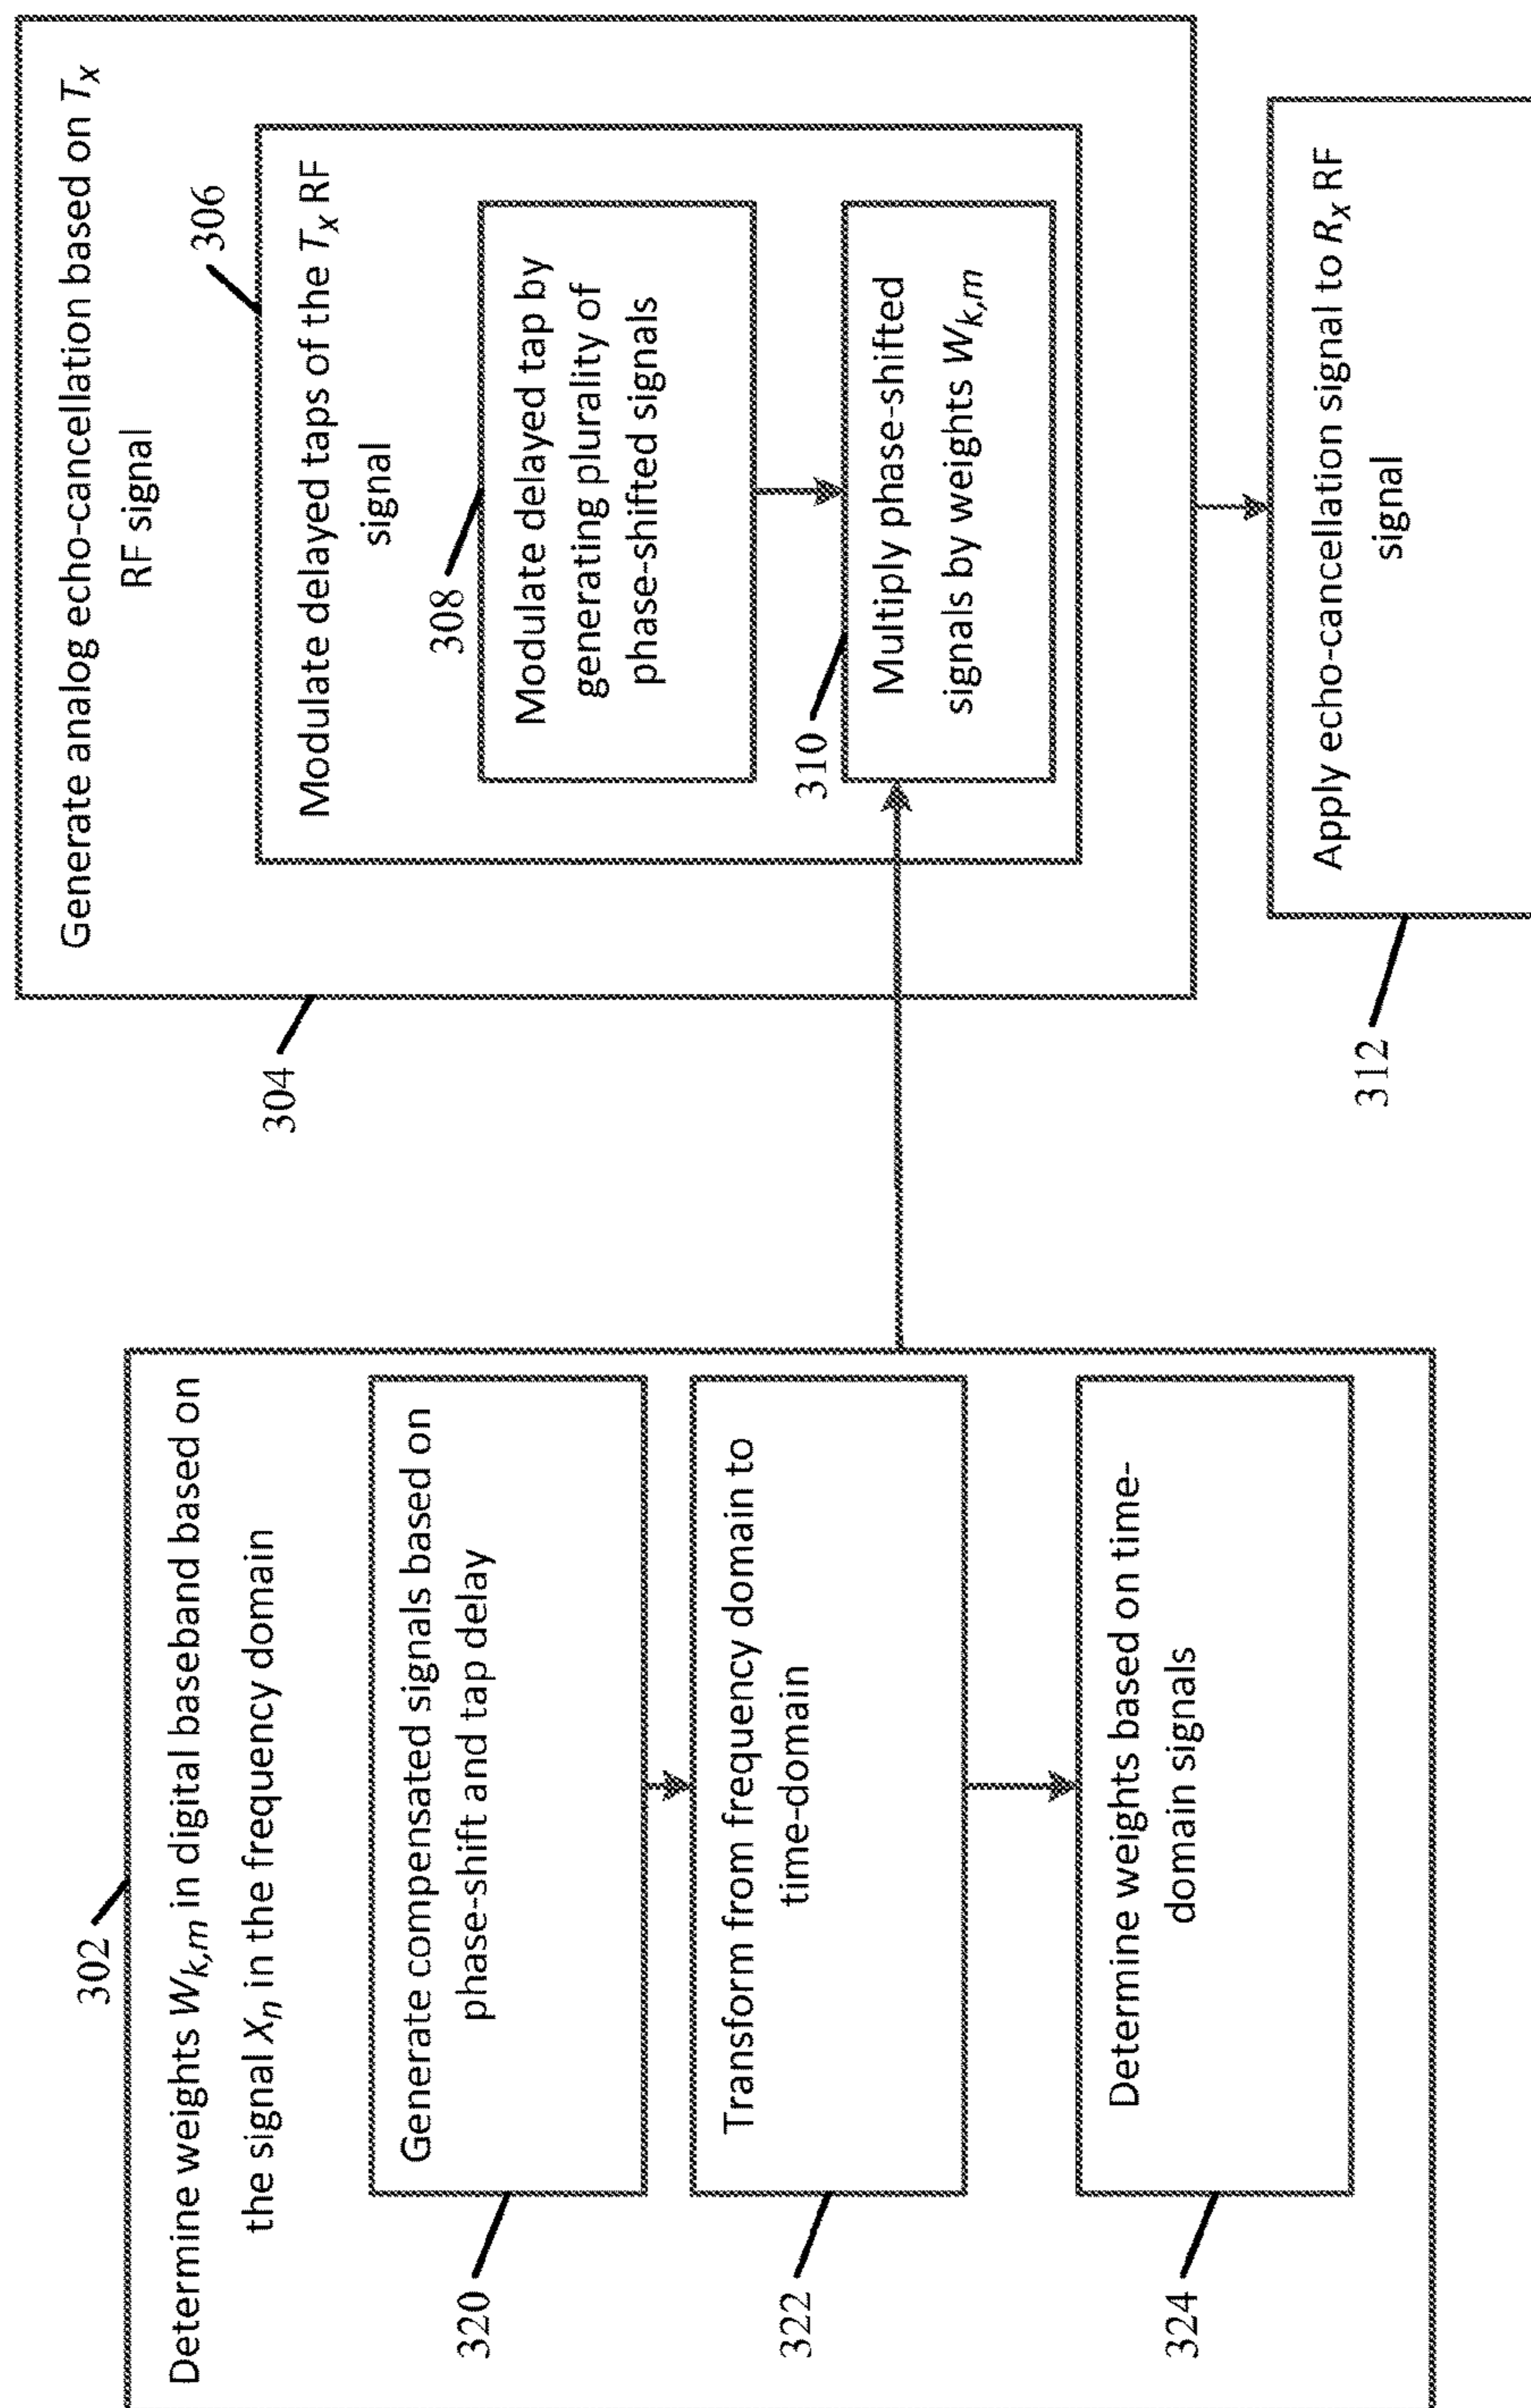 302
Determine weights Wk,m in digital baseband based on
the signal Xn in the frequency domain
320
Generate compensated signals based on
phase-shift and tap delay
322
Transform from frequency domain to
time-domain
324
Determine weights based on time-
domain signals
304
Generate analog echo-cancellation based on Tx
RF signal
306
Modulate delayed taps of the Tx RF
signal
308
Modulate delayed tap by
generating plurality of
phase-shifted signals
310
Multiply phase-shifted
signals by weights Wk,m
312
Apply echo-cancellation signal to Rx RF
signal